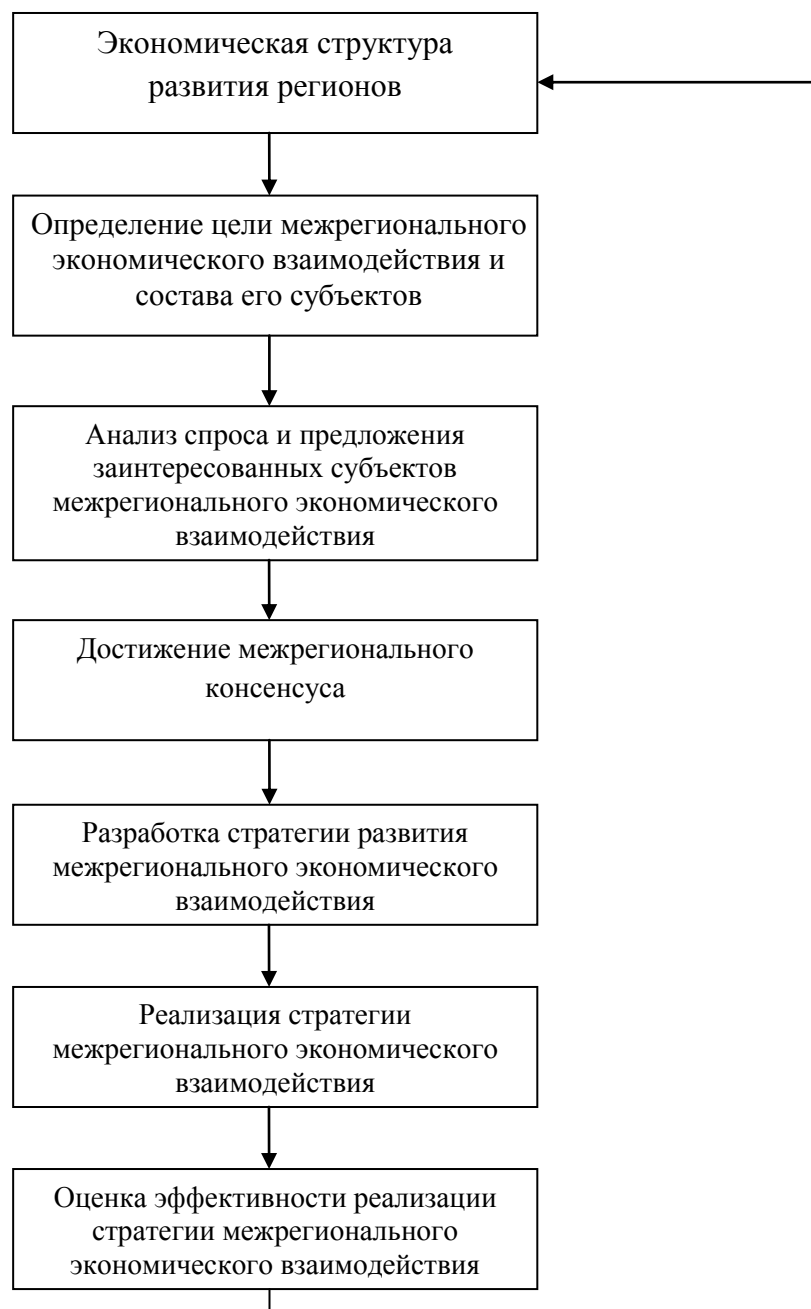 Экономическая структура
развития регионов
Определение цели межрегионального
экономического взаимодействия и
состава его субъектов
Анализ спроса и предложения
заинтересованных субъектов
межрегионального экономического
взаимодействия
Достижение межрегионального
консенсуса
Разработка стратегии развития
межрегионального экономического
взаимодействия
Реализация стратегии
межрегионального экономического
взаимодействия
Оценка эффективности реализации
стратегии межрегионального
экономического взаимодействия